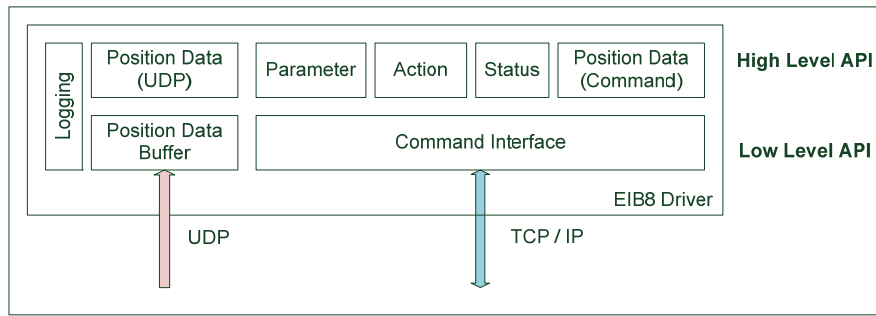 Logging
Position Data
(UDP)
Parameter
Action
Status
Position Data
(Command)
High Level API
Position Data
Buffer
Command Interface
Low Level API
EIB8 Driver
UDP
TCP / IP